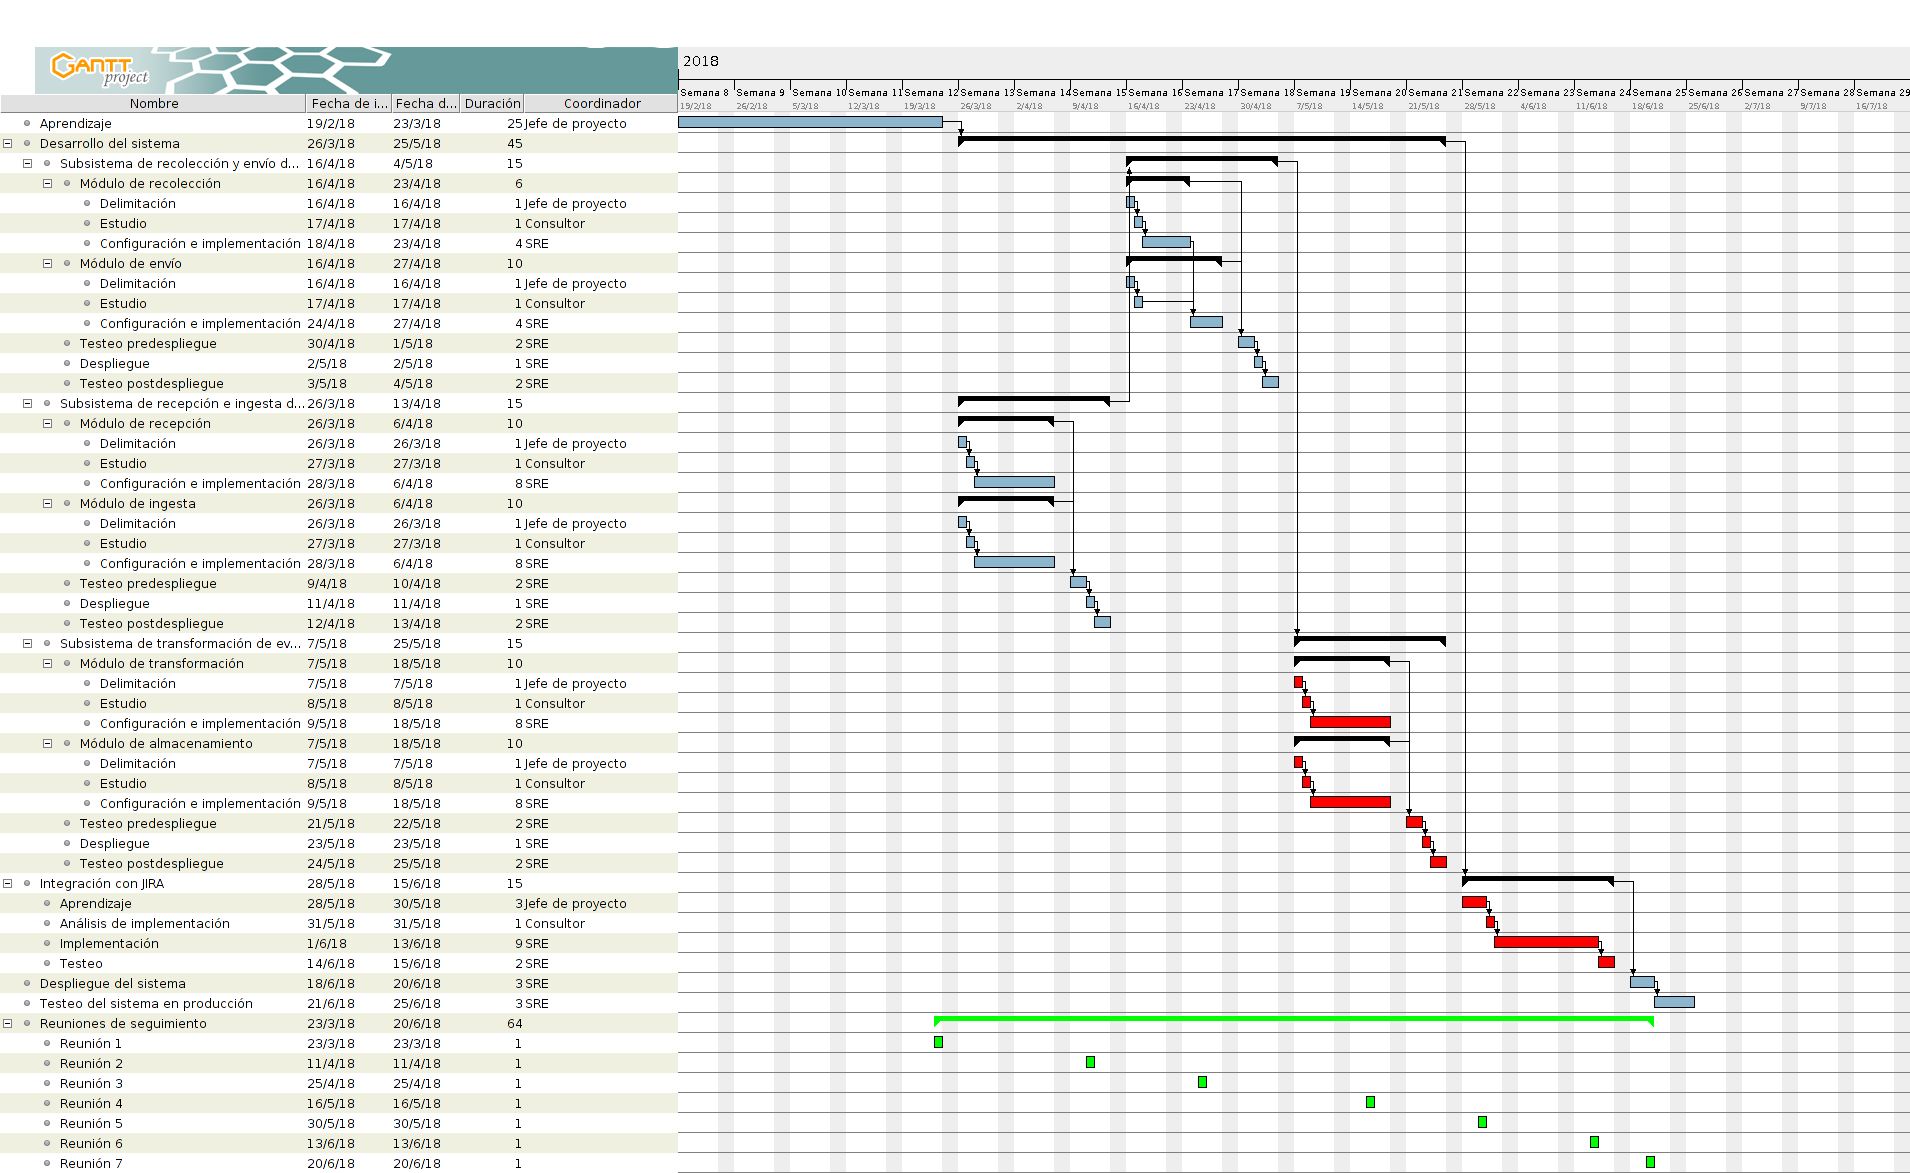 GANTT
project
2018
Nombre Fecha de i... Fecha d... Duración Coordinador
Semana 8 Semana 9 Semana 10 Semana 11 Semana 12 Semana 13 Semana 14 Semana 15 Semana 16 Semana 17 Semana 18 Semana 19 Semana 20 Semana 21 Semana 22 Semana 23 Semana 24 Semana 25 Semana 26 Semana 27 Semana 28 Semana 29
19/2/18 26/2/18 5/3/18 12/3/18 19/3/18 26/3/18 2/4/18 9/4/18 16/4/18 23/4/18 30/4/18 7/5/18 14/5/18 21/5/18 28/5/18 4/6/18 11/6/18 18/6/18 25/6/18 2/7/18 9/7/18 16/7/18
Aprendizaje 19/2/18 23/3/18 25 Jefe de proyecto
Desarrollo del sistema 26/3/18 25/5/18 45
Subsistema de recolección y envío d... 16/4/18 4/5/18 15
Módulo de recolección 16/4/18 23/4/18 6
Delimitación 16/4/18 16/4/18 1 Jefe de proyecto
Estudio 17/4/18 17/4/18 1 Consultor
Configuración e implementación 18/4/18 23/4/18 4 SRE
Módulo de envío 16/4/18 27/4/18 10
Delimitación 16/4/18 16/4/18 1 Jefe de proyecto
Estudio 17/4/18 17/4/18 1 Consultor
Configuración e implementación 24/4/18 27/4/18 4 SRE
Testeo predespliegue 30/4/18 1/5/18 2 SRE
Despliegue 2/5/18 2/5/18 1 SRE
Testeo postdespliegue 3/5/18 4/5/18 2 SRE
Subsistema de recepción e ingesta d... 26/3/18 13/4/18 15
Módulo de recepción 26/3/18 6/4/18 10
Delimitación 26/3/18 26/3/18 1 Jefe de proyecto
Estudio 27/3/18 27/3/18 1 Consultor
Configuración e implementación 28/3/18 6/4/18 8 SRE
Módulo de ingesta 26/3/18 6/4/18 10
Delimitación 26/3/18 26/3/18 1 Jefe de proyecto
Estudio 27/3/18 27/3/18 1 Consultor
Configuración e implementación 28/3/18 6/4/18 8 SRE
Testeo predespliegue 9/4/18 10/4/18 2 SRE
Despliegue 11/4/18 11/4/18 1 SRE
Testeo postdespliegue 12/4/18 13/4/18 2 SRE
Subsistema de transformación de ev... 7/5/18 25/5/18 15
Módulo de transformación 7/5/18 18/5/18 10
Delimitación 7/5/18 7/5/18 1 Jefe de proyecto
Estudio 8/5/18 8/5/18 1 Consultor
Configuración e implementación 9/5/18 18/5/18 8 SRE
Módulo de almacenamiento 7/5/18 18/5/18 10
Delimitación 7/5/18 7/5/18 1 Jefe de proyecto
Estudio 8/5/18 8/5/18 1 Consultor
Configuración e implementación 9/5/18 18/5/18 8 SRE
Testeo predespliegue 21/5/18 22/5/18 2 SRE
Despliegue 23/5/18 23/5/18 1 SRE
Testeo postdespliegue 24/5/18 25/5/18 2 SRE
Integración con JIRA 28/5/18 15/6/18 15
Aprendizaje 28/5/18 30/5/18 3 Jefe de proyecto
Análisis de implementación 31/5/18 31/5/18 1 Consultor
Implementación 1/6/18 13/6/18 9 SRE
Testeo 14/6/18 15/6/18 2 SRE
Despliegue del sistema 18/6/18 20/6/18 3 SRE
Testeo del sistema en producción 21/6/18 25/6/18 3 SRE
Reuniones de seguimiento 23/3/18 20/6/18 64
Reunión 1 23/3/18 23/3/18 1
Reunión 2 11/4/18 11/4/18 1
Reunión 3 25/4/18 25/4/18 1
Reunión 4 16/5/18 16/5/18 1
Reunión 5 30/5/18 30/5/18 1
Reunión 6 13/6/18 13/6/18 1
Reunión 7 20/6/18 20/6/18 1